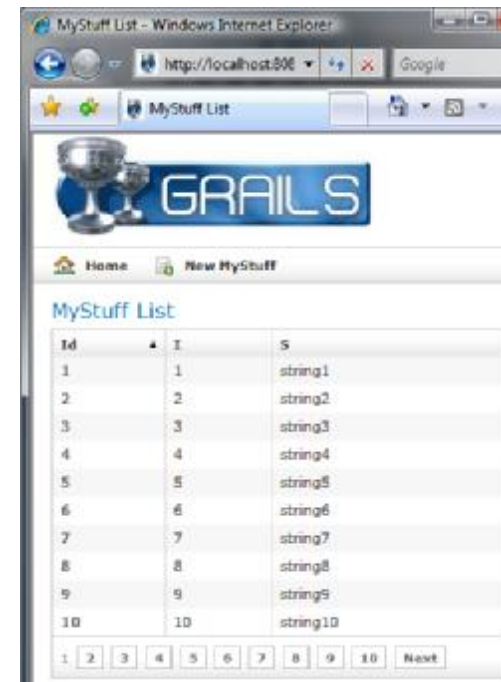 MyStuff List - Windows Internet Explorer
http://localhost:808
Google
MyStuff List
GRAILS
Home New MyStuff
MyStuff List
Id I S
1 1 string1
2 2 string2
3 3 string3
4 4 string4
5 5 string5
6 6 string6
7 7 string7
8 8 string8
9 9 string9
10 10 string10
1 2 3 4 5 6 7 8 9 10 Next